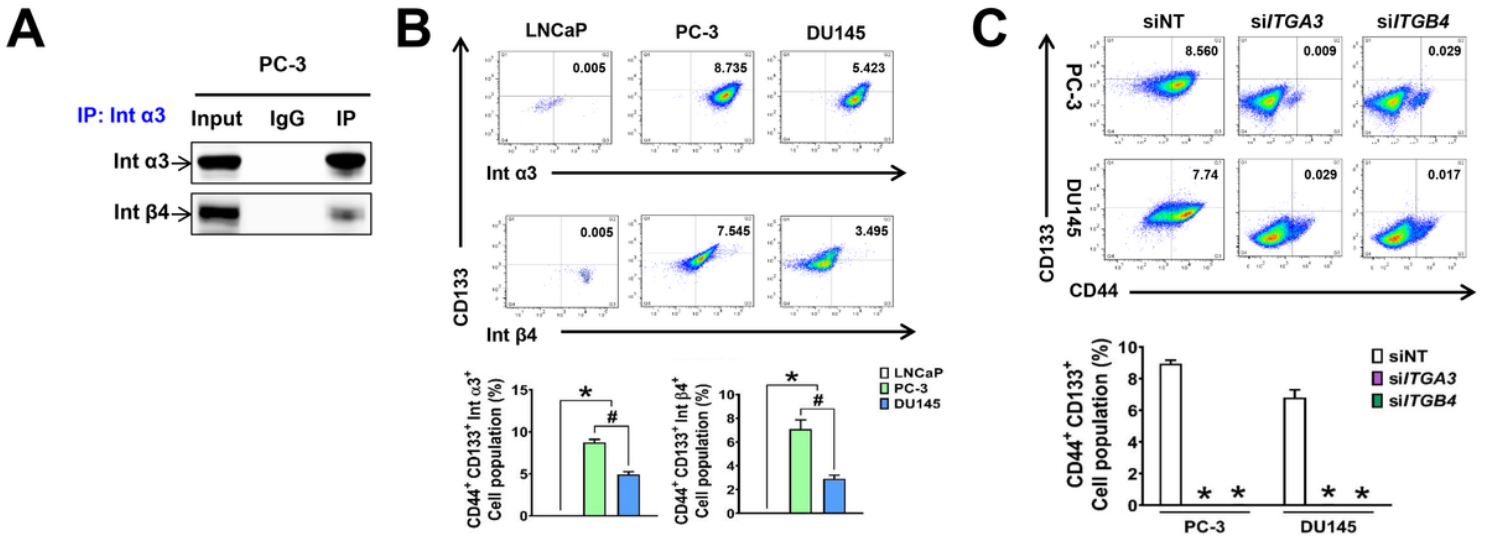 A
PC-3
IP: Int α3
Input IgG IP
Int α3
Int β4
B
LNCaP PC-3 DU145
0.005 8.735 5.423
Int α3
0.005 7.545 3.495
CD133
Int β4
CD44+ CD133+ Int α3+
Cell population (%)
15
10
5
0
*
#
CD44+ CD133+ Int β4+
Cell population (%)
10
8
6
4
2
0
*
#
LNCaP
PC-3
DU145
C
siNT siITGA3 siITGB4
PC-3
8.560 0.009 0.029
DU145
7.74 0.029 0.017
CD133
CD44
CD44+ CD133+
Cell population (%)
10
8
6
4
2
0
* * * *
PC-3 DU145
siNT
siITGA3
siITGB4